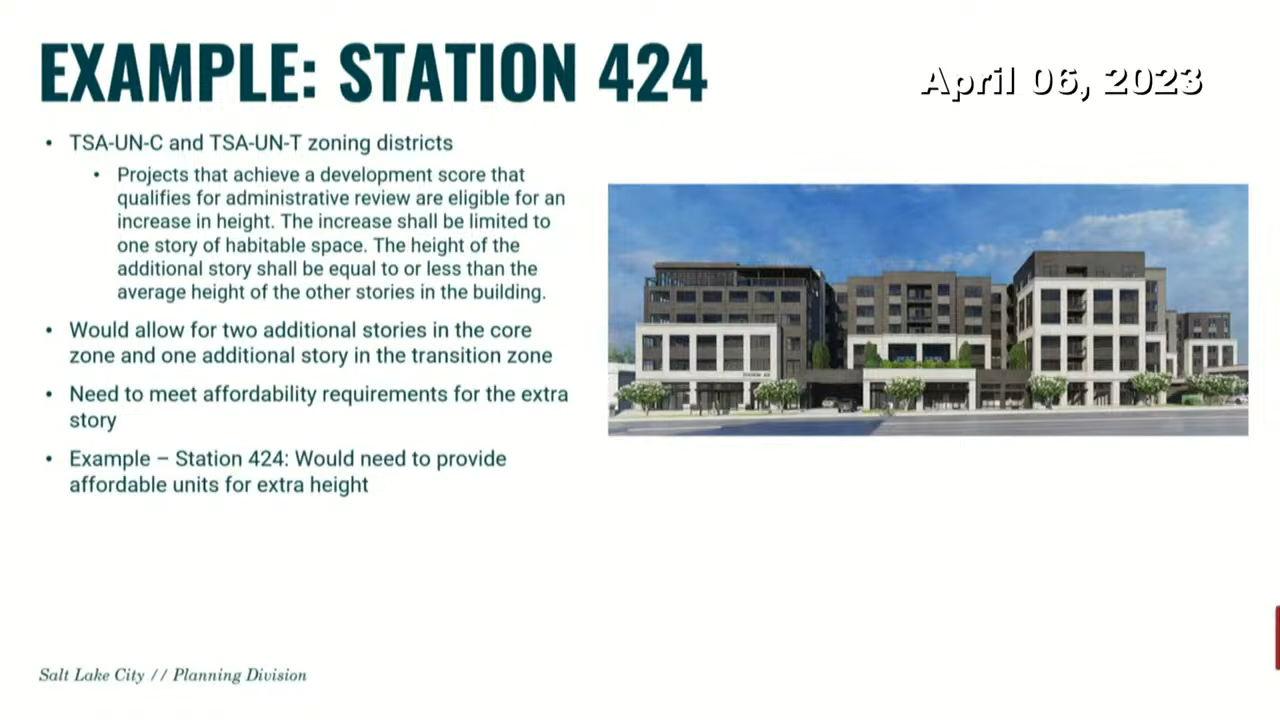 EXAMPLE: STATION 424
April 06, 2023
• TSA-UN-C and TSA-UN-T zoning districts
• Projects that achieve a development score that
qualifies for administrative review are eligible for an
increase in height. The increase shall be limited to
one story of habitable space. The height of the
additional story shall be equal to or less than the
average height of the other stories in the building.
• Would allow for two additional stories in the core
zone and one additional story in the transition zone
• Need to meet affordability requirements for the extra
story
• Example – Station 424: Would need to provide
affordable units for extra height
Salt Lake City // Planning Division